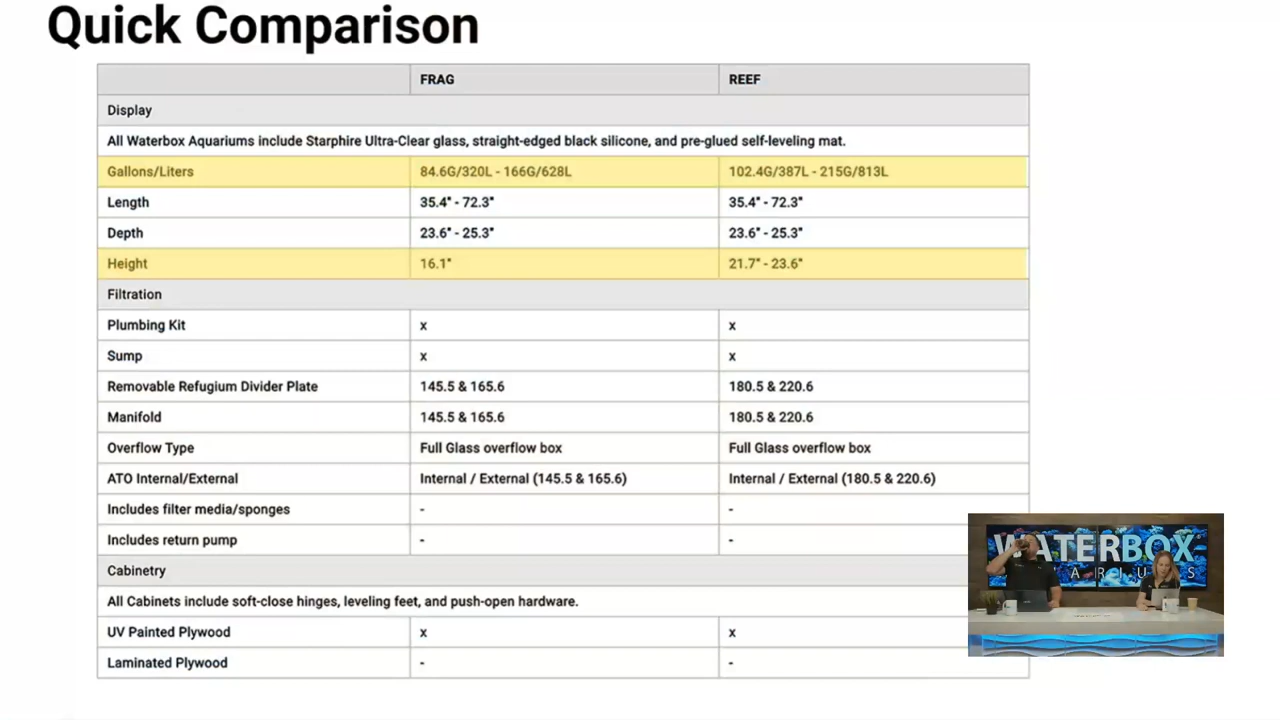 Quick Comparison
FRAG REEF
Display
All Waterbox Aquariums include Starphire Ultra-Clear glass, straight-edged black silicone, and pre-glued self-leveling mat.
Gallons/Liters 84.6G/320L - 166G/628L 102.4G/387L - 215G/813L
Length 35.4" - 72.3" 35.4" - 72.3"
Depth 23.6" - 25.3" 23.6" - 25.3"
Height 16.1" 21.7" - 23.6"
Filtration
Plumbing Kit x x
Sump x x
Removable Refugium Divider Plate 145.5 & 165.6 180.5 & 220.6
Manifold 145.5 & 165.6 180.5 & 220.6
Overflow Type Full Glass overflow box Full Glass overflow box
ATO Internal/External Internal / External (145.5 & 165.6) Internal / External (180.5 & 220.6)
Includes filter media/sponges - -
Includes return pump - -
Cabinetry
All Cabinets include soft-close hinges, leveling feet, and push-open hardware.
UV Painted Plywood x x
Laminated Plywood - -
WATERBOX